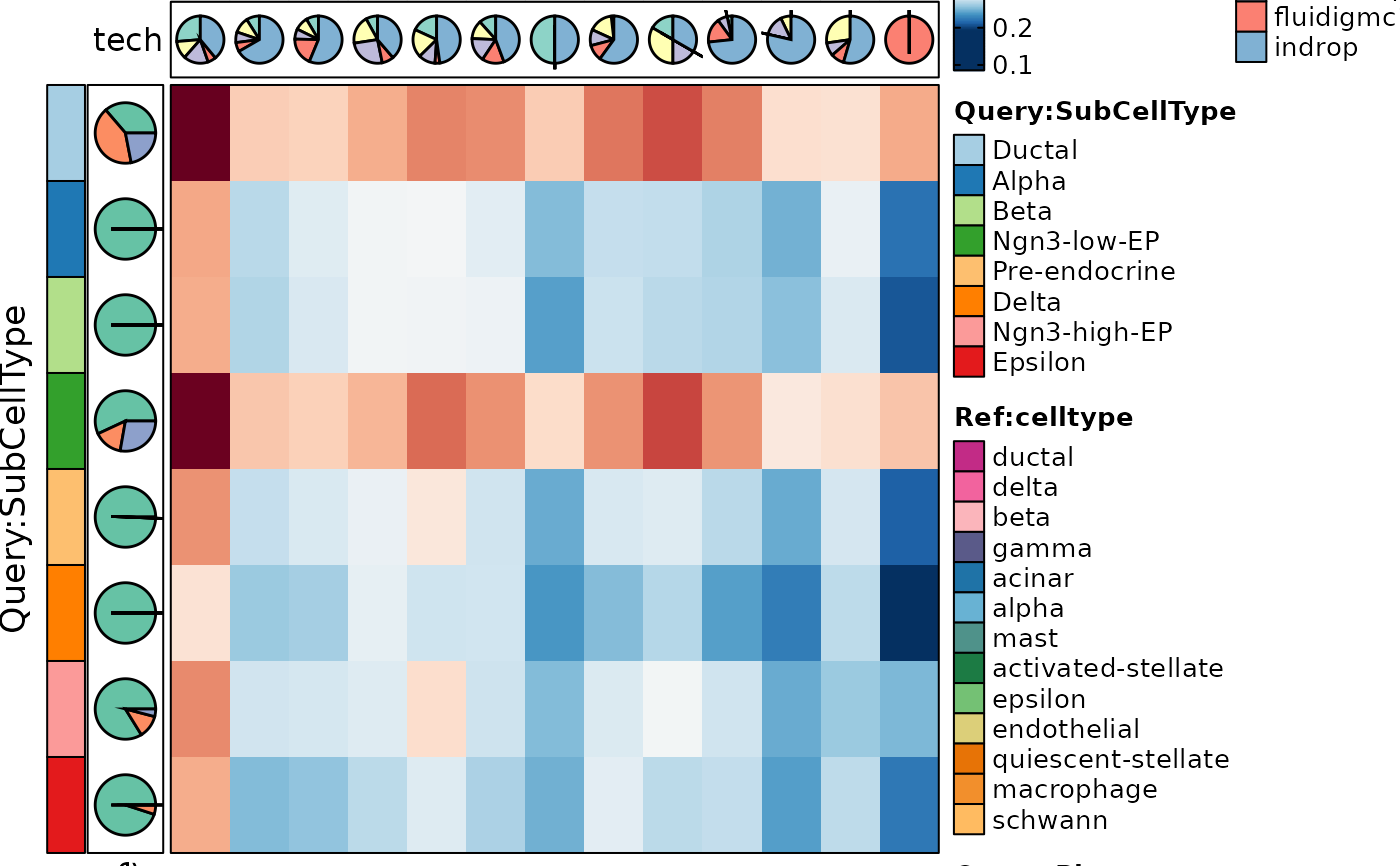 tech
0.2
0.1
fluidigmc
indrop
Query:SubCellType
Query:SubCellType
Ductal
Alpha
Beta
Ngn3-low-EP
Pre-endocrine
Delta
Ngn3-high-EP
Epsilon
Ref:celltype
ductal
delta
beta
gamma
acinar
alpha
mast
activated-stellate
epsilon
endothelial
quiescent-stellate
macrophage
schwann